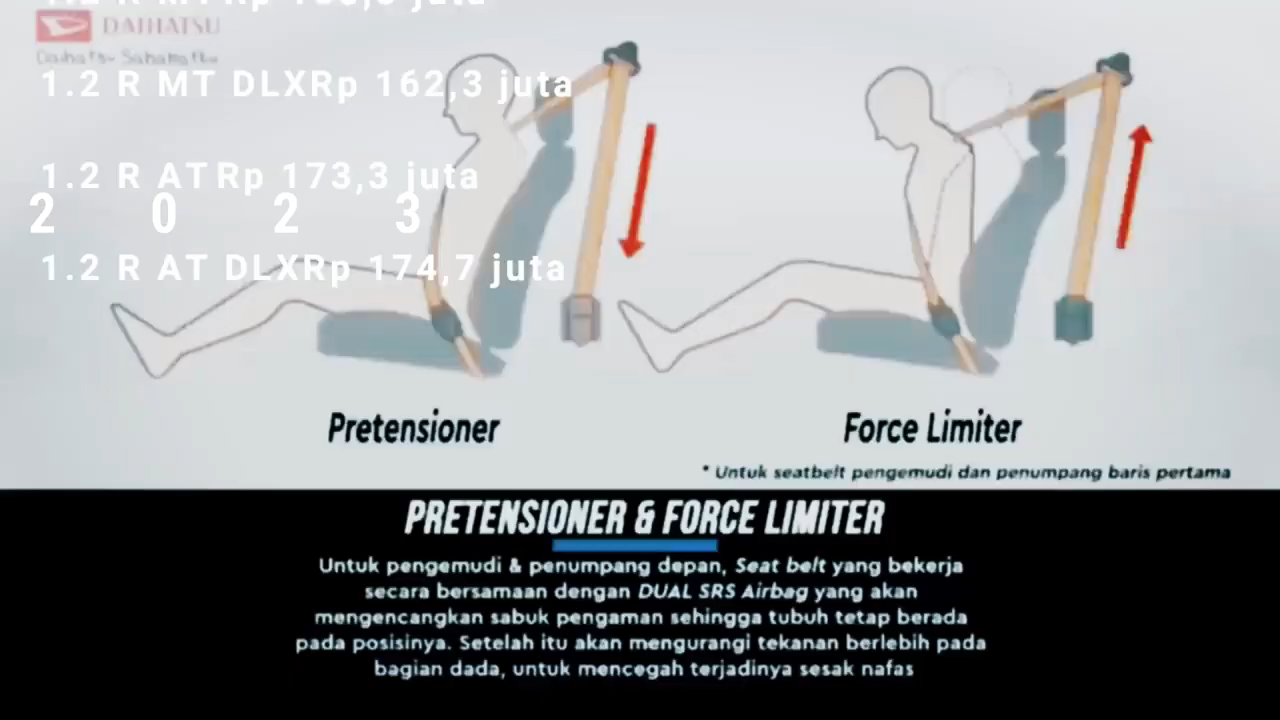 DAIHATSU
Daihatsu Sahabatku
1.2 R MT DLXRp 162,3 juta
1.2 R ATRp 173,3 juta
2 0 2 3
1.2 R AT DLXRp 174,7 juta
Pretensioner
Force Limiter
* Untuk seatbelt pengemudi dan penumpang baris pertama
PRETENSIONER & FORCE LIMITER
Untuk pengemudi & penumpang depan, Seat belt yang bekerja
secara bersamaan dengan DUAL SRS Airbag yang akan
mengencangkan sabuk pengaman sehingga tubuh tetap berada
pada posisinya. Setelah itu akan mengurangi tekanan berlebih pada
bagian dada, untuk mencegah terjadinya sesak nafas